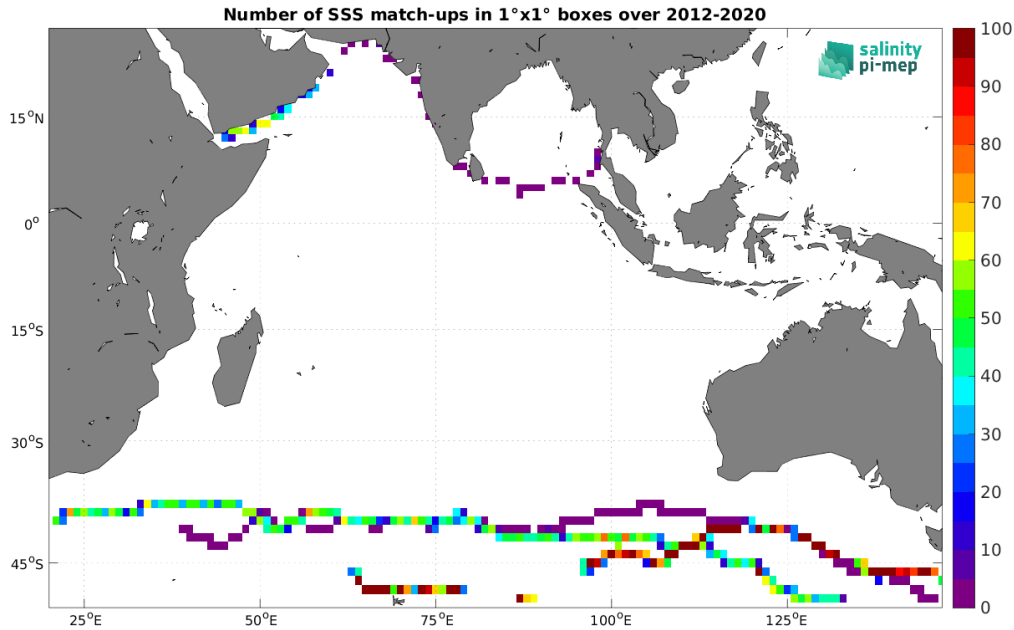 Number of SSS match-ups in 1°x1° boxes over 2012-2020
salinity
pi-mep
15°N
0°
15°S
30°S
45°S
25°E
50°E
75°E
100°E
125°E
100
90
80
70
60
50
40
30
20
10
0